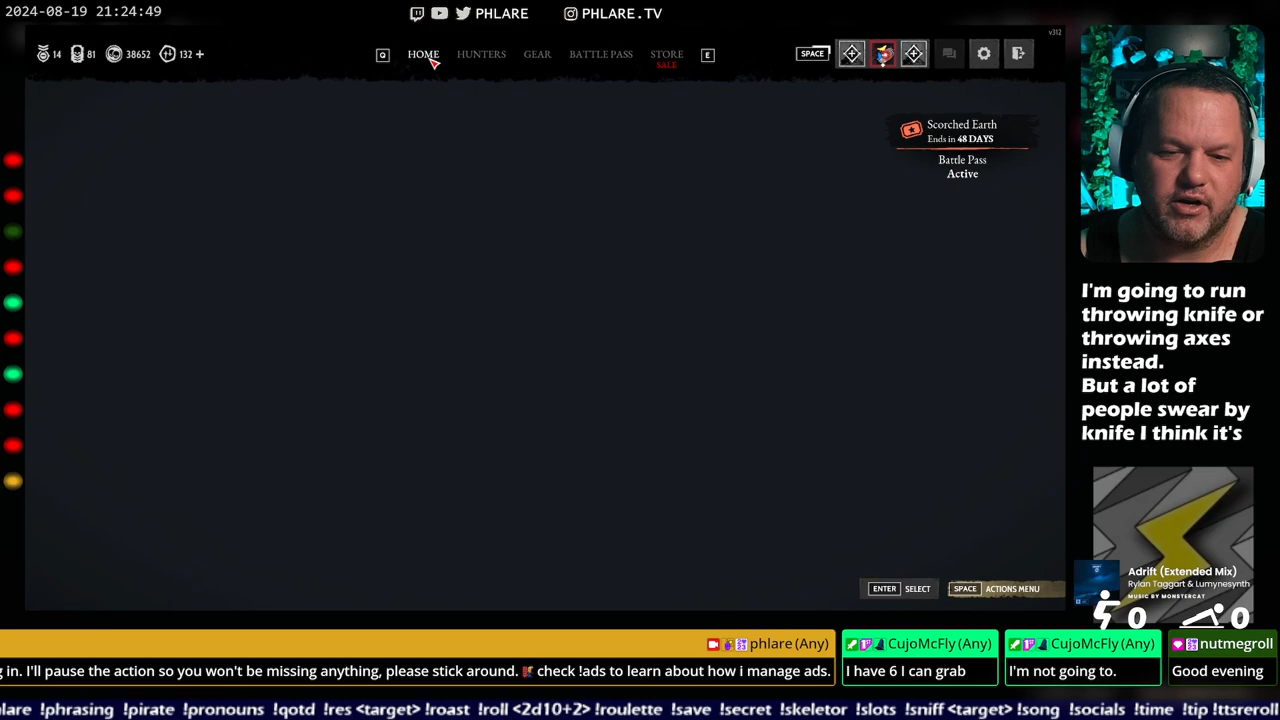 2024-08-19 21:24:49
PHLARE
PHLARE.TV
v312
14
81
38652
132 +
Q
HOME
HUNTERS
GEAR
BATTLE PASS
STORE
SALE
E
SPACE
Scorched Earth
Ends in 48 DAYS
Battle Pass
Active
I'm going to run
throwing knife or
throwing axes
instead.
But a lot of
people swear by
knife I think it's
Adrift (Extended Mix)
Rylan Taggart & Lumynesynth
MUSIC BY MONSTERCAT
0
0
ENTER SELECT
SPACE ACTIONS MENU
phlare (Any)
g in. I'll pause the action so you won't be missing anything, please stick around. check !ads to learn about how i manage ads.
CujoMcFly (Any)
I have 6 I can grab
CujoMcFly (Any)
I'm not going to.
nutmegroll
Good evening
lare !phrasing !pirate !pronouns !qotd !res <target> !roast !roll <2d10+2> !roulette !save !secret !skeletor !slots !sniff <target> !song !socials !time !tip !ttsreroll